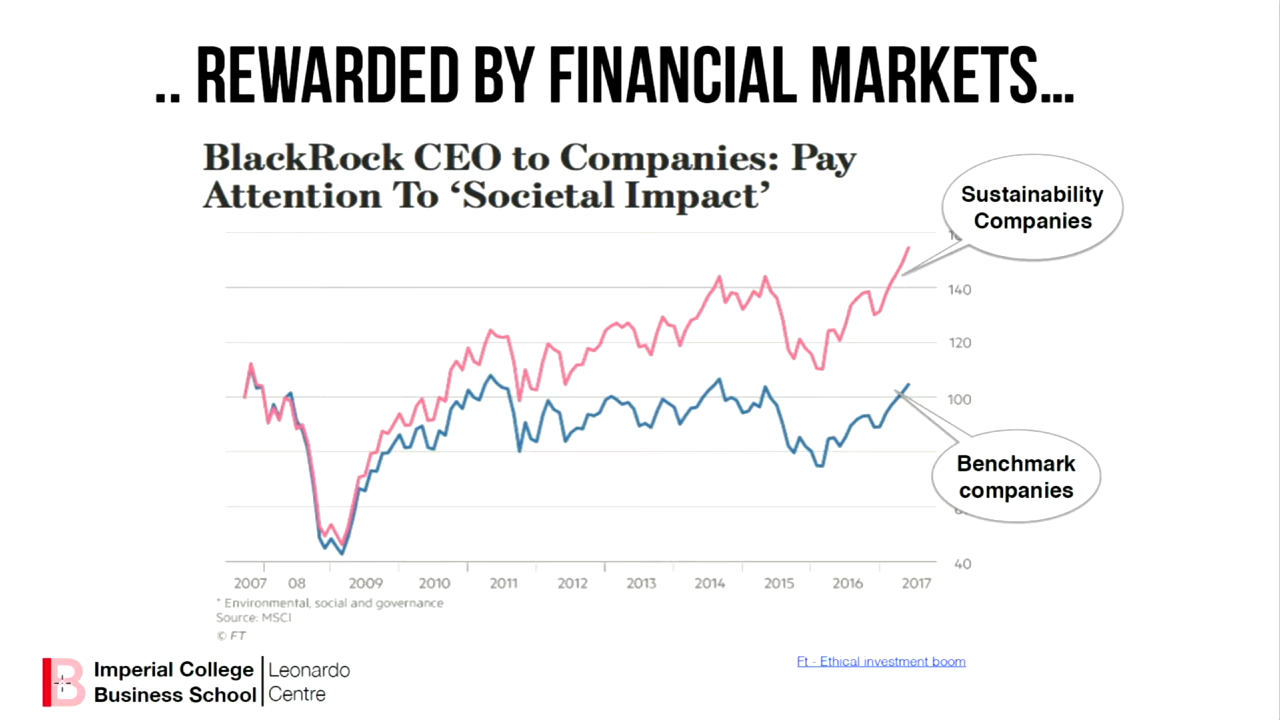 .. REWARDED BY FINANCIAL MARKETS...
BlackRock CEO to Companies: Pay
Attention To ‘Societal Impact’
Sustainability
Companies
140
120
100
Benchmark
companies
40
2007 08 2009 2010 2011 2012 2013 2014 2015 2016 2017
* Environmental, social and governance
Source: MSCI
© FT
Ft - Ethical investment boom
B
Imperial College
Business School
Leonardo
Centre